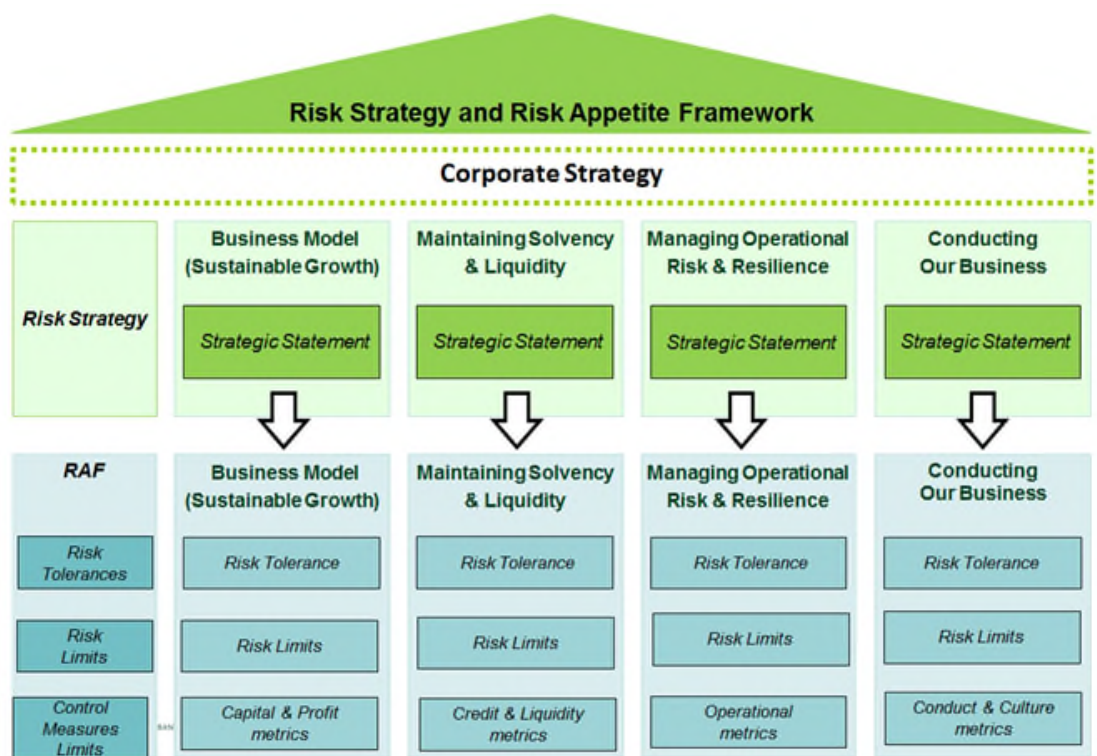 Risk Strategy and Risk Appetite Framework
Corporate Strategy
Risk Strategy
Business Model
(Sustainable Growth)
Strategic Statement
Maintaining Solvency
& Liquidity
Strategic Statement
Managing Operational
Risk & Resilience
Strategic Statement
Conducting
Our Business
Strategic Statement
RAF
Business Model
(Sustainable Growth)
Maintaining Solvency
& Liquidity
Managing Operational
Risk & Resilience
Conducting
Our Business
Risk
Tolerances
Risk Tolerance
Risk Tolerance
Risk Tolerance
Risk Tolerance
Risk
Limits
Risk Limits
Risk Limits
Risk Limits
Risk Limits
Control
Measures
Limits
Capital & Profit
metrics
Credit & Liquidity
metrics
Operational
metrics
Conduct & Culture
metrics